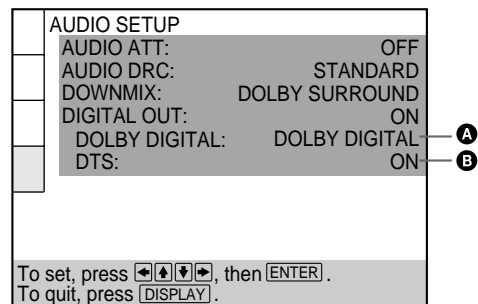 AUDIO SETUP
AUDIO ATT: OFF
AUDIO DRC: STANDARD
DOWNMIX: DOLBY SURROUND
DIGITAL OUT: ON
DOLBY DIGITAL: DOLBY DIGITAL A
DTS: ON B
To set, press ←↑↓→, then ENTER.
To quit, press DISPLAY.